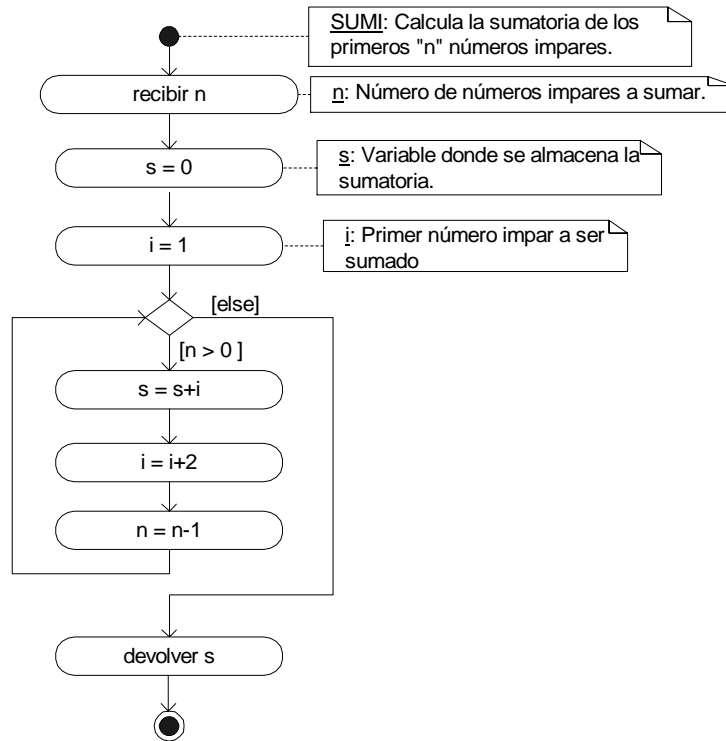 SUMI: Calcula la sumatoria de los
primeros "n" números impares.
recibir n
n: Número de números impares a sumar.
s = 0
s: Variable donde se almacena la
sumatoria.
i = 1
i: Primer número impar a ser
sumado
[else]
[n > 0 ]
s = s+i
i = i+2
n = n-1
devolver s